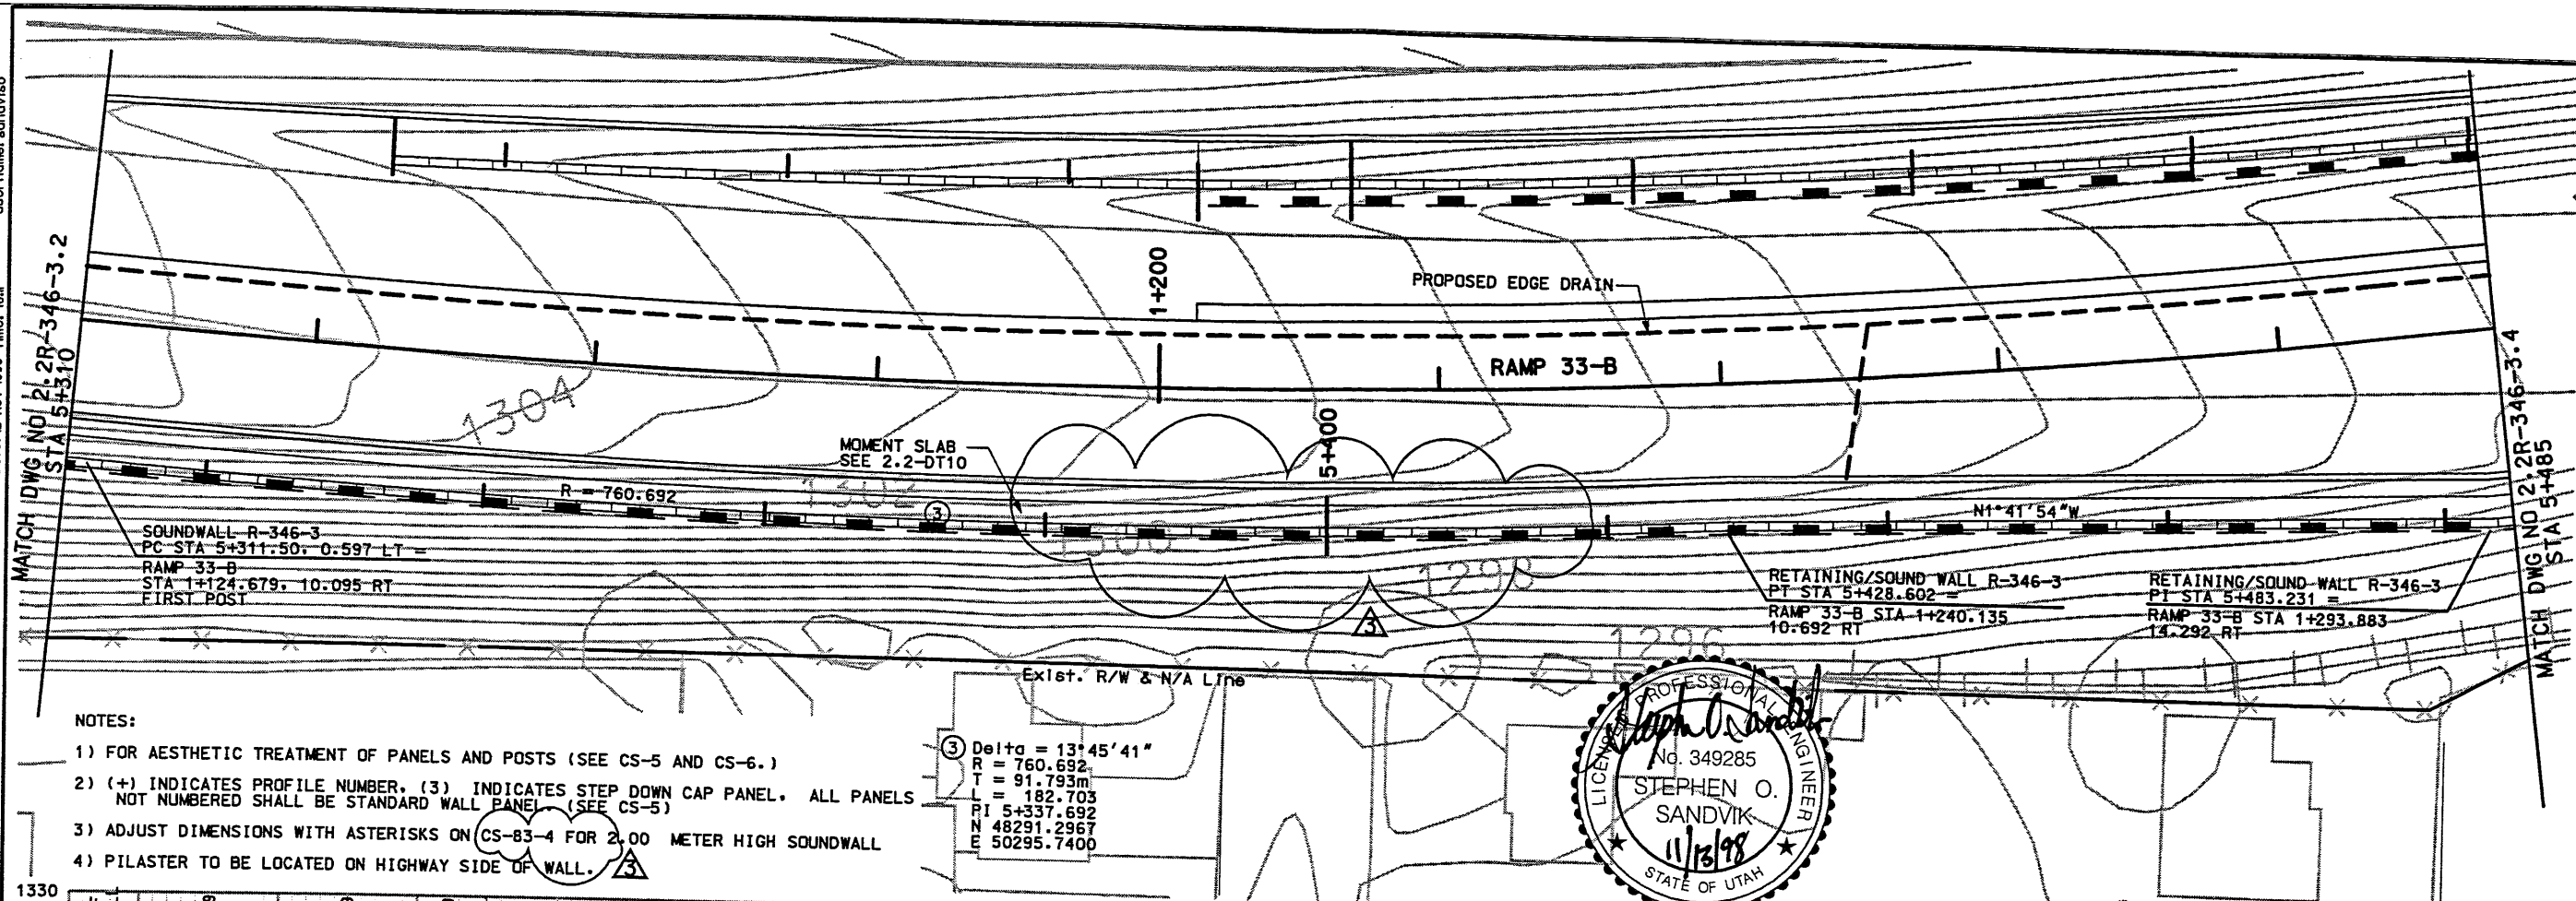 MATCH DWG NO 2.2R-346-3.2
STA 5+310
1+200
PROPOSED EDGE DRAIN
RAMP 33-B
1304
MOMENT SLAB
SEE 2.2-DT10
5+400
R = 760.692
1302
3
N1°41'54"W
SOUNDWALL R-346-3
PC STA 5+311.50, 0.597 LT =
RAMP 33-B
STA 1+124.679, 10.095 RT
FIRST POST
1300
1298
RETAINING/SOUND WALL R-346-3
PT STA 5+428.602 =
RAMP 33-B STA 1+240.135
10.692 RT
RETAINING/SOUND WALL R-346-3
PI STA 5+483.231 =
RAMP 33-B STA 1+293.883
14.292 RT
MATCH DWG NO 2.2R-346-3.4
STA 5+485
3
1296
Exist. R/W & N/A Line
NOTES:
1) FOR AESTHETIC TREATMENT OF PANELS AND POSTS (SEE CS-5 AND CS-6.)
2) (+) INDICATES PROFILE NUMBER. (3) INDICATES STEP DOWN CAP PANEL. ALL PANELS
NOT NUMBERED SHALL BE STANDARD WALL PANEL. (SEE CS-5)
3) ADJUST DIMENSIONS WITH ASTERISKS ON CS-83-4 FOR 2.00 METER HIGH SOUNDWALL
4) PILASTER TO BE LOCATED ON HIGHWAY SIDE OF WALL.
3
3 Delta = 13°45'41"
R = 760.692
T = 91.793m
L = 182.703
PI 5+337.692
N 48291.2967
E 50295.7400
LICENSED PROFESSIONAL ENGINEER
No. 349285
STEPHEN O.
SANDVIK
11/13/98
STATE OF UTAH
1330